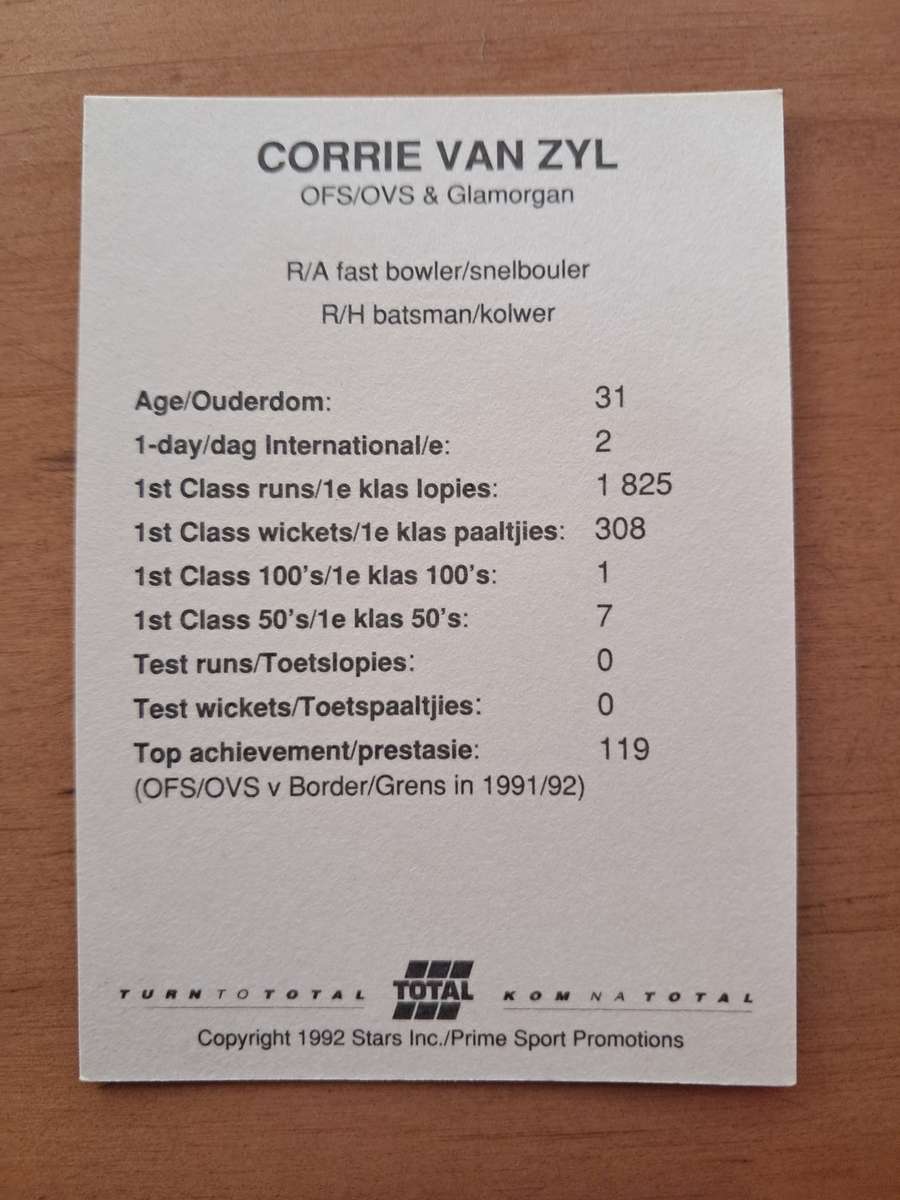 CORRIE VAN ZYL
OFS/OVS & Glamorgan
R/A fast bowler/snelbouler
R/H batsman/kolwer
Age/Ouderdom: 31
1-day/dag International/e: 2
1st Class runs/1e klas lopies: 1 825
1st Class wickets/1e klas paaltjies: 308
1st Class 100's/1e klas 100's: 1
1st Class 50's/1e klas 50's: 7
Test runs/Toetslopies: 0
Test wickets/Toetspaaltjies: 0
Top achievement/prestasie: 119
(OFS/OVS v Border/Grens in 1991/92)
TURN TO TOTAL TOTAL KOM NA TOTAL
Copyright 1992 Stars Inc./Prime Sport Promotions